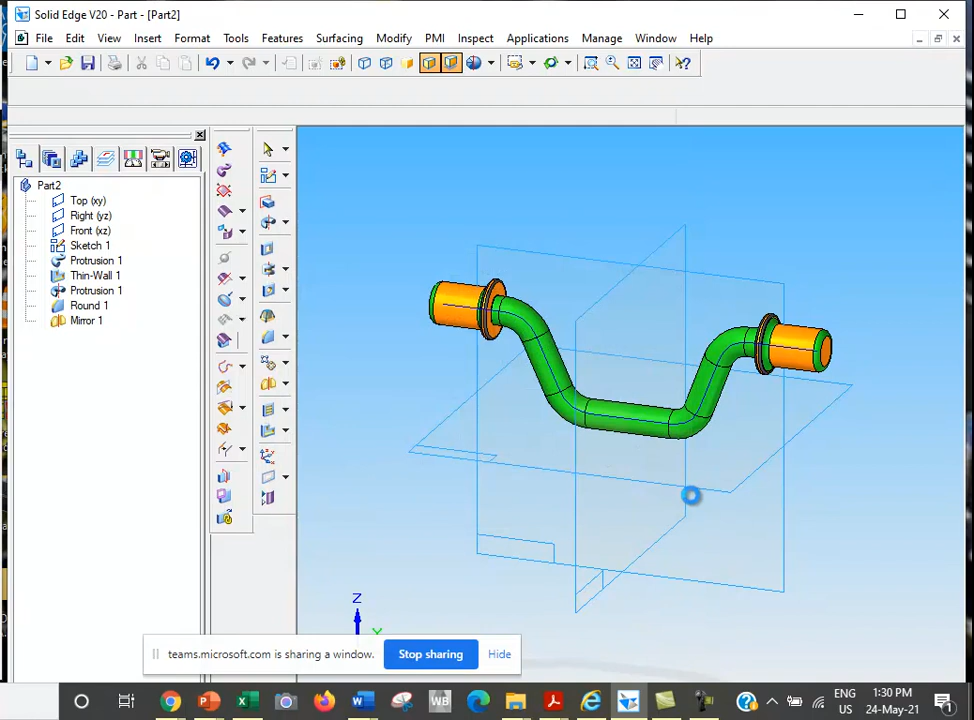 Solid Edge V20 - Part - [Part2]
File Edit View Insert Format Tools Features Surfacing Modify PMI Inspect Applications Manage Window Help
Part2
Top (xy)
Right (yz)
Front (xz)
Sketch 1
Protrusion 1
Thin-Wall 1
Protrusion 1
Round 1
Mirror 1
Z
Y
teams.microsoft.com is sharing a window. Stop sharing Hide
WB
ENG 1:30 PM
US 24-May-21
1